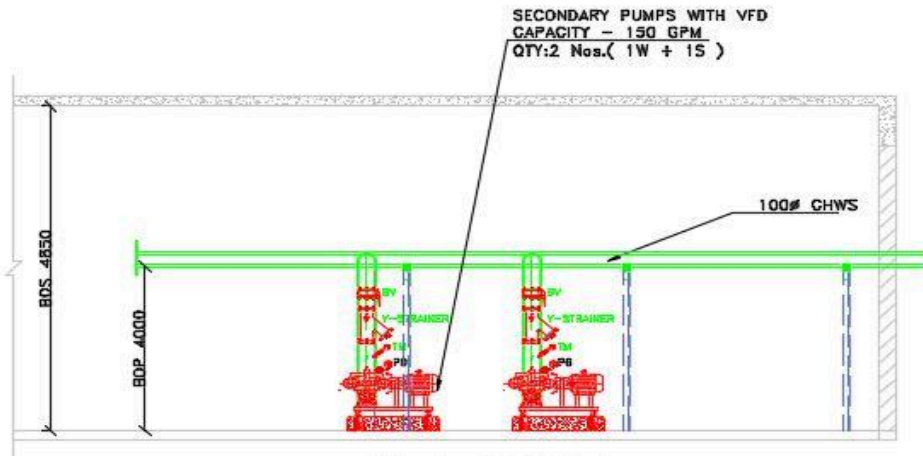 SECONDARY PUMPS WITH VFD
CAPACITY - 150 GPM
QTY:2 Nos.( 1W + 1S )
100ø CHWS
BOS 4850
BOP 4000
BV
Y-STRAINER
TM
PG
BV
Y-STRAINER
TM
PG